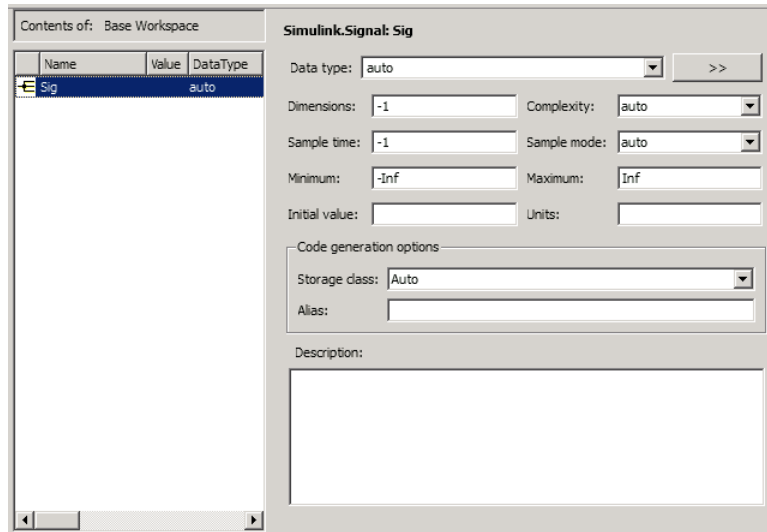 Contents of: Base Workspace
Name Value DataType
Sig auto
Simulink.Signal: Sig
Data type: auto >>
Dimensions: -1 Complexity: auto
Sample time: -1 Sample mode: auto
Minimum: -Inf Maximum: Inf
Initial value: Units:
Code generation options
Storage class: Auto
Alias:
Description: